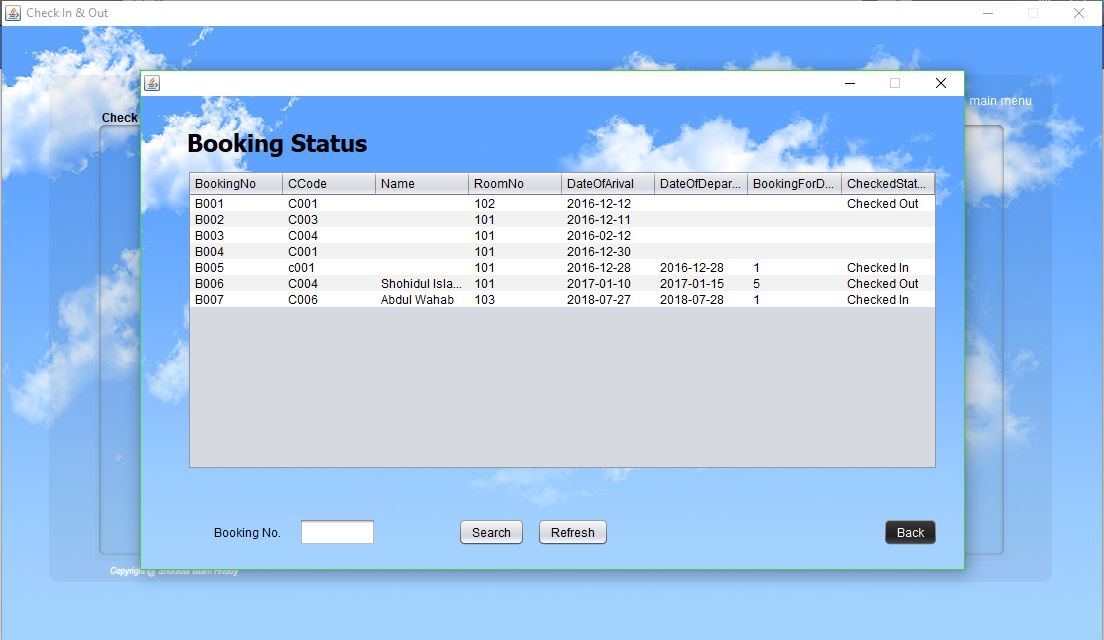 Check In & Out
main menu
Check
Booking Status
BookingNo CCode Name RoomNo DateOfArival DateOfDepar... BookingForD... CheckedStat...
B001 C001 102 2016-12-12 Checked Out
B002 C003 101 2016-12-11
B003 C004 101 2016-02-12
B004 C001 101 2016-12-30
B005 c001 101 2016-12-28 2016-12-28 1 Checked In
B006 C004 Shohidul Isla... 101 2017-01-10 2017-01-15 5 Checked Out
B007 C006 Abdul Wahab 103 2018-07-27 2018-07-28 1 Checked In
Booking No. Search Refresh Back
Copyright@ Shohidul Islam